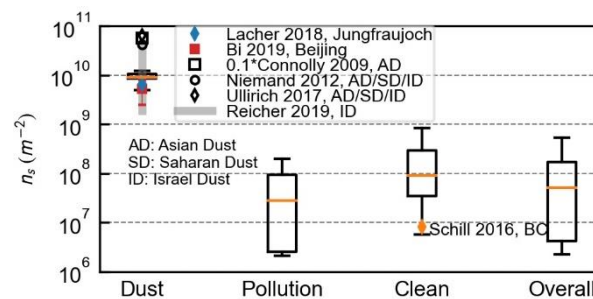 10^11
10^10
10^9
10^8
10^7
10^6
n_s (m^-2)
Lacher 2018, Jungfraujoch
Bi 2019, Beijing
0.1*Connolly 2009, AD
Niemand 2012, AD/SD/ID
Ullirich 2017, AD/SD/ID
Reicher 2019, ID
AD: Asian Dust
SD: Saharan Dust
ID: Israel Dust
Schill 2016, BC
Dust Pollution Clean Overall